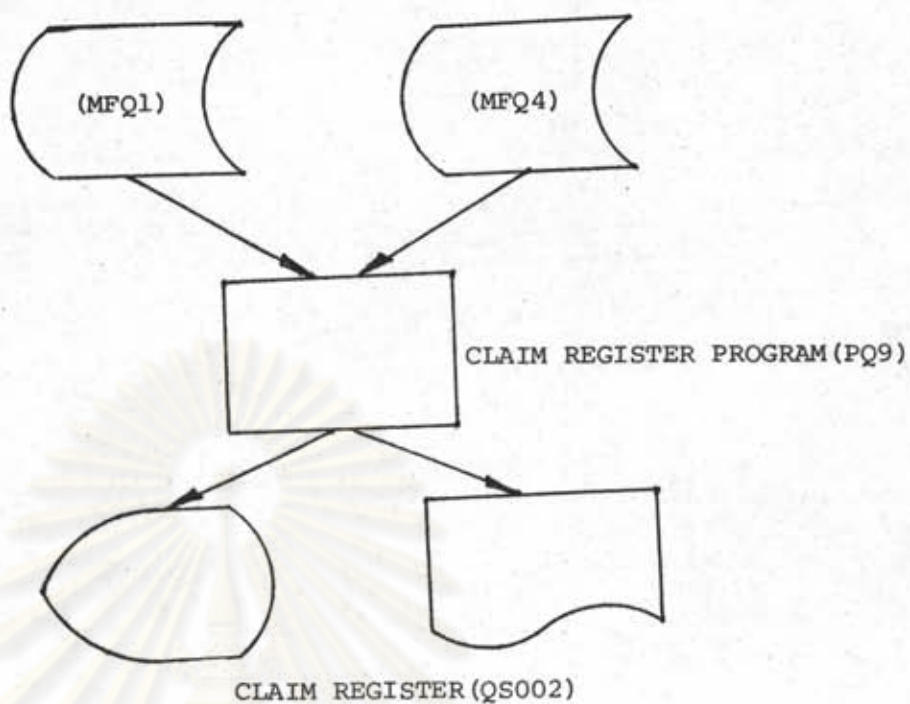 (MFQ1)
(MFQ4)
CLAIM REGISTER PROGRAM(PQ9)
CLAIM REGISTER(QS002)